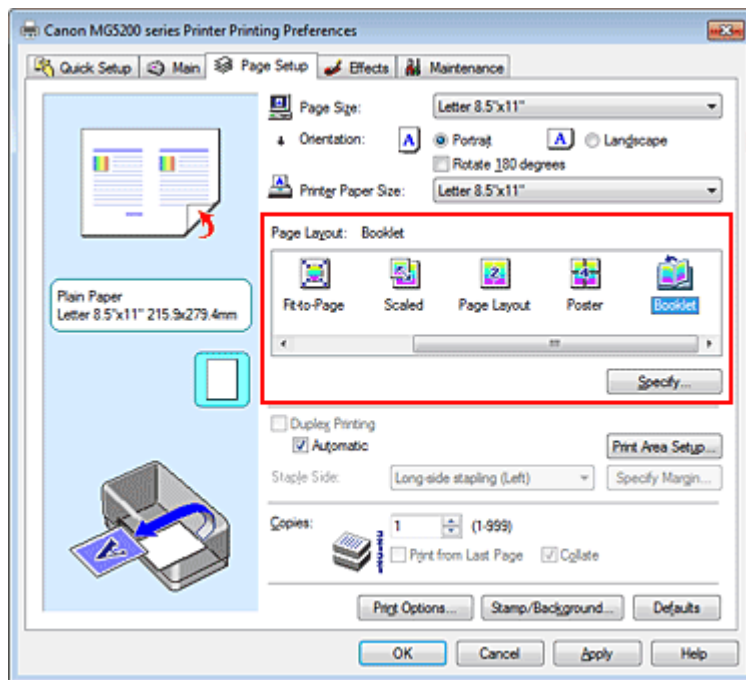 Canon MG5200 series Printer Printing Preferences
Quick Setup Main Page Setup Effects Maintenance
Page Size: Letter 8.5"x11"
Orientation: A Portrait A Landscape
Rotate 180 degrees
Printer Paper Size: Letter 8.5"x11"
Page Layout: Booklet
Fit-to-Page Scaled Page Layout Poster Booklet
Plain Paper
Letter 8.5"x11" 215.9x279.4mm
Specify...
Duplex Printing
Automatic Print Area Setup...
Staple Side: Long-side stapling (Left) Specify Margin...
Copies: 1 (1-999)
Print from Last Page Collate
Print Options... Stamp/Background... Defaults
OK Cancel Apply Help